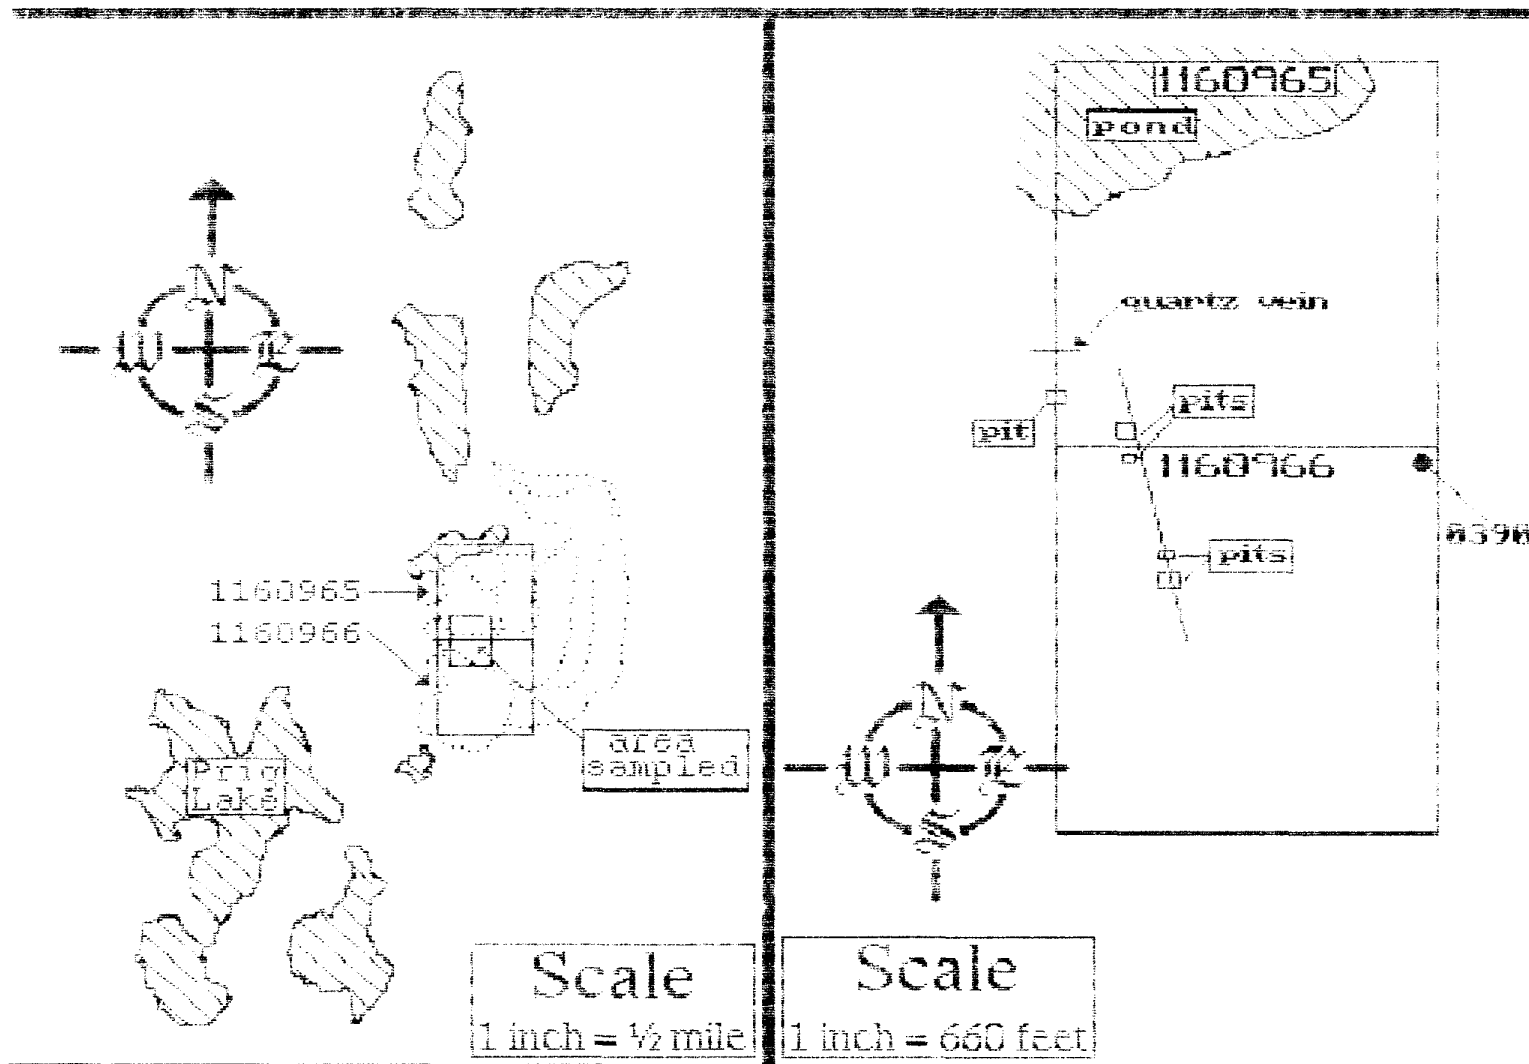 N
W
E
S
1160965
1160966
area
sampled
Prig
Lake
Scale
1 inch = ½ mile
1160965
pond
quartz vein
pits
pit
1160966
0390
pits
N
W
E
S
Scale
1 inch = 660 feet